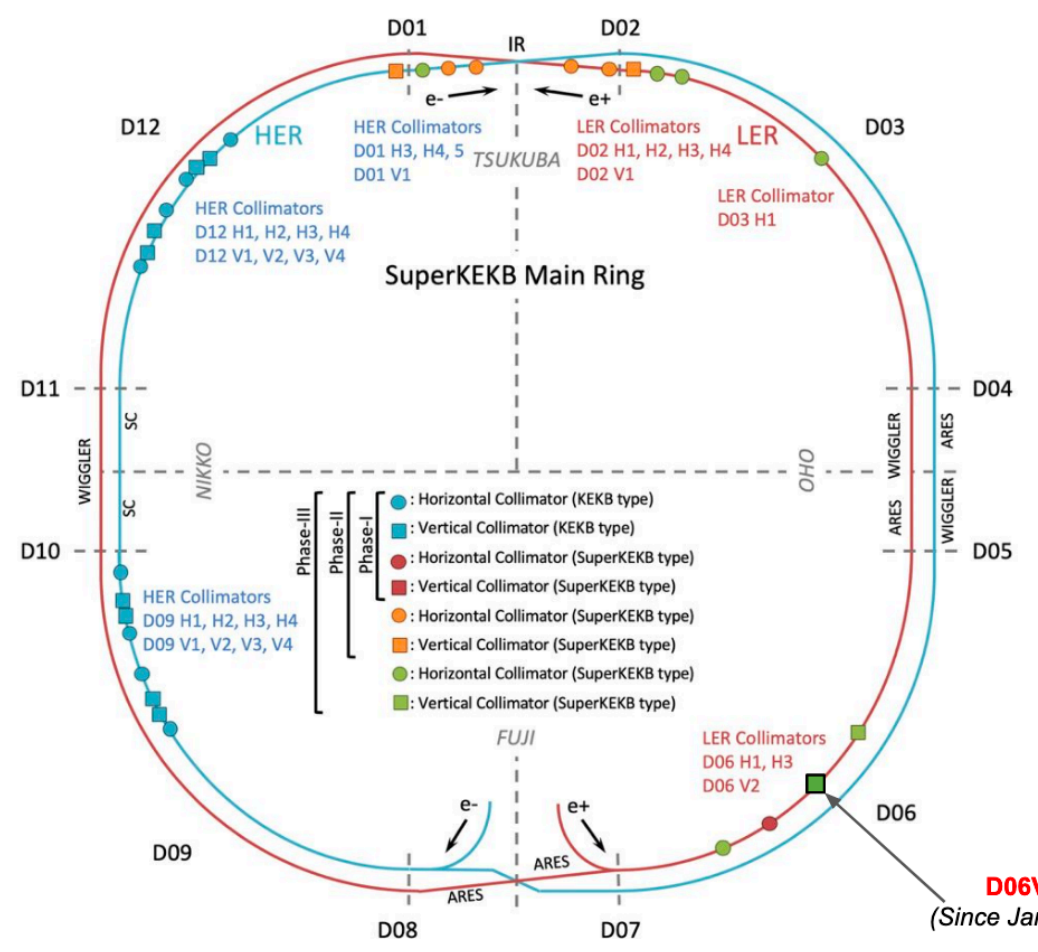 D01
D02
IR
e-
e+
D12
HER
HER Collimators
D01 H3, H4, 5
D01 V1
TSUKUBA
LER Collimators
D02 H1, H2, H3, H4
D02 V1
LER
D03
LER Collimator
D03 H1
HER Collimators
D12 H1, H2, H3, H4
D12 V1, V2, V3, V4
SuperKEKB Main Ring
D11
D04
WIGGLER
SC
SC
NIKKO
OHO
WIGGLER
ARES
ARES
WIGGLER
D10
D05
Phase-III
Phase-II
Phase-I
: Horizontal Collimator (KEKB type)
: Vertical Collimator (KEKB type)
: Horizontal Collimator (SuperKEKB type)
: Vertical Collimator (SuperKEKB type)
: Horizontal Collimator (SuperKEKB type)
: Vertical Collimator (SuperKEKB type)
: Horizontal Collimator (SuperKEKB type)
: Vertical Collimator (SuperKEKB type)
HER Collimators
D09 H1, H2, H3, H4
D09 V1, V2, V3, V4
FUJI
LER Collimators
D06 H1, H3
D06 V2
e-
e+
D06
D09
ARES
ARES
D08
D07
D06V
(Since Jan